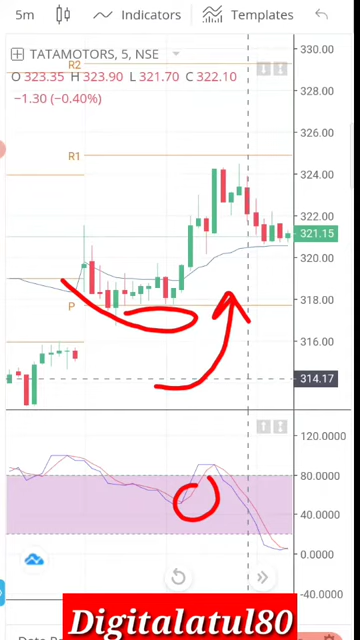 5m Indicators Templates
330.00
R2
TATAMOTORS, 5, NSE
O 323.35 H 323.90 L 321.70 C 322.10
328.00
−1.30 (−0.40%)
326.00
R1
324.00
322.00
321.15
318.00
P
316.00
314.17
120.0000
80.0000
40.0000
0.0000
-40.0000
Digitalatul80